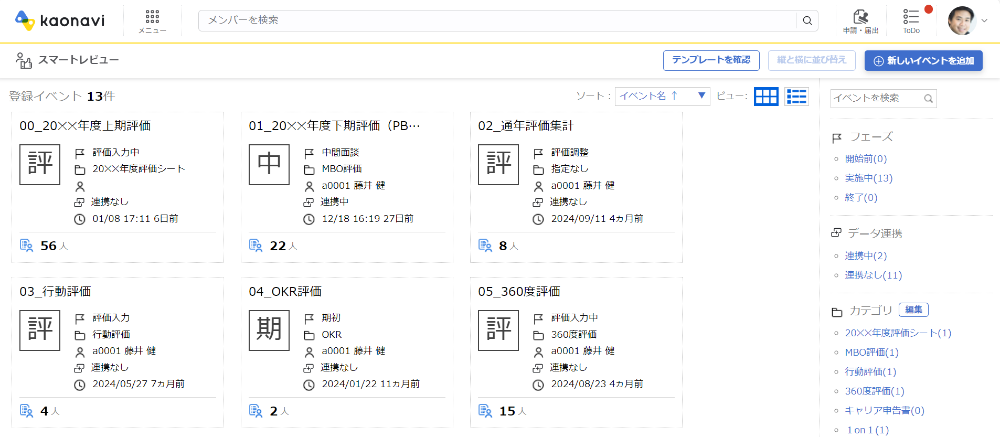 kaonavi
メニュー
メンバーを検索
申請・届出
ToDo
スマートレビュー
テンプレートを確認
縦と横に並び替え
新しいイベントを追加
登録イベント 13件
ソート：
イベント名 ↑
ビュー：
イベントを検索
00_20××年度上期評価
評
評価入力中
20××年度評価シート
連携なし
01/08 17:11 6日前
56 人
01_20××年度下期評価（PB…
中
中間面談
MBO評価
a0001 藤井 健
連携中
12/18 16:19 27日前
22 人
02_通年評価集計
評
評価調整
指定なし
a0001 藤井 健
連携なし
2024/09/11 4ヵ月前
8 人
03_行動評価
評
評価入力
行動評価
a0001 藤井 健
連携なし
2024/05/27 7ヵ月前
4 人
04_OKR評価
期
期初
OKR
a0001 藤井 健
連携なし
2024/01/22 11ヵ月前
2 人
05_360度評価
評
評価入力中
360度評価
a0001 藤井 健
連携なし
2024/08/23 4ヵ月前
15 人
フェーズ
開始前(0)
実施中(13)
終了(0)
データ連携
連携中(2)
連携なし(11)
カテゴリ 編集
20××年度評価シート(1)
MBO評価(1)
行動評価(1)
360度評価(1)
キャリア申告書(0)
１on１(1)